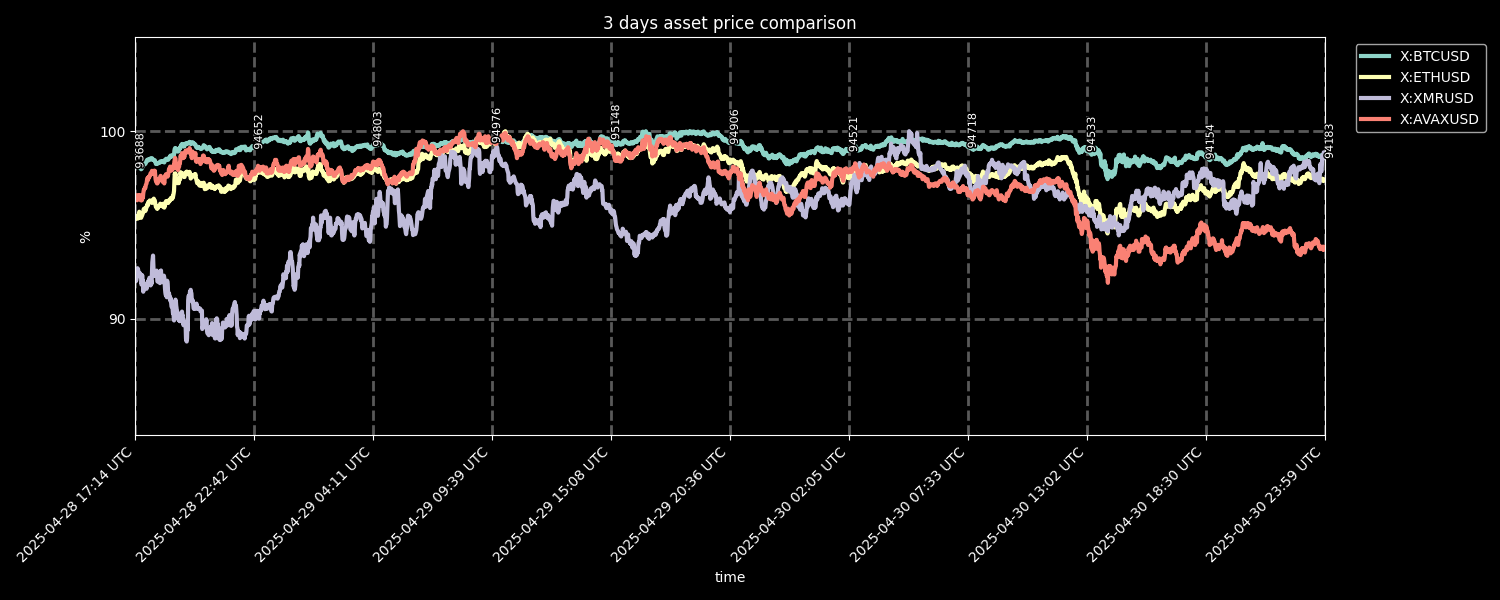 3 days asset price comparison
X:BTCUSD
X:ETHUSD
X:XMRUSD
X:AVAXUSD
100
90
%
93688
94652
94803
94976
95148
94906
94521
94718
94533
94154
94183
2025-04-28 17:14 UTC
2025-04-28 22:42 UTC
2025-04-29 04:11 UTC
2025-04-29 09:39 UTC
2025-04-29 15:08 UTC
2025-04-29 20:36 UTC
2025-04-30 02:05 UTC
2025-04-30 07:33 UTC
2025-04-30 13:02 UTC
2025-04-30 18:30 UTC
2025-04-30 23:59 UTC
time